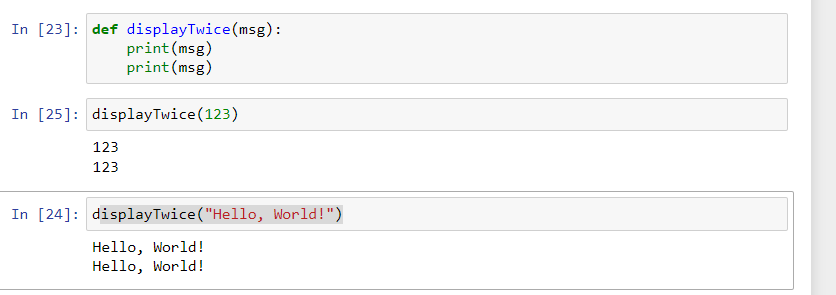 In [23]: def displayTwice(msg):
    print(msg)
    print(msg)
In [25]: displayTwice(123)
123
123
In [24]: displayTwice("Hello, World!")
Hello, World!
Hello, World!